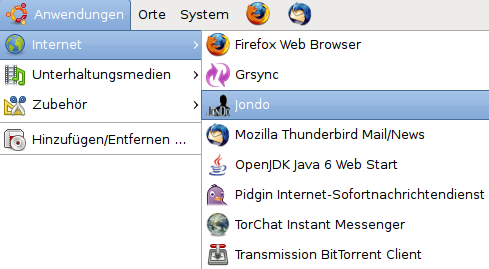 Anwendungen Orte System
Internet
Unterhaltungsmedien
Zubehör
Hinzufügen/Entfernen ...
Firefox Web Browser
Grsync
Jondo
Mozilla Thunderbird Mail/News
OpenJDK Java 6 Web Start
Pidgin Internet-Sofortnachrichtendienst
TorChat Instant Messenger
Transmission BitTorrent Client